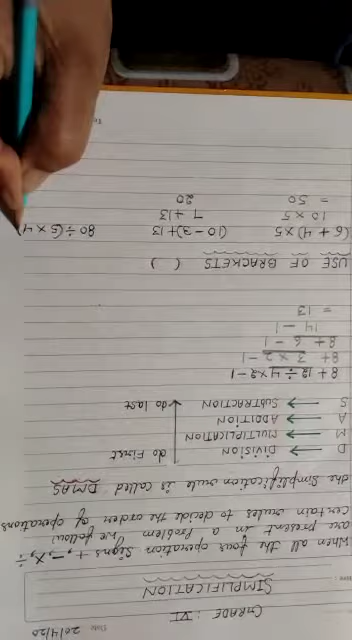 Date: 20/4/20
GRADE : VI
SIMPLIFICATION
When all the four operation signs +, -, ×, ÷
are present in a problem we follow
certain rules to decide the order of operations
the simplification rule is called DMAS
D → DIVISION do First
M → MULTIPLICATION
A → ADDITION
S → SUBTRACTION do last
8 + 12 ÷ 4 × 2 - 1
8 + 3 × 2 - 1
8 + 6 - 1
14 - 1
= 13
USE OF BRACKETS ( )
(6 + 4) × 5 (10 - 3) + 13 80 ÷ (5 × 4)
10 × 5 7 + 13
= 50 20